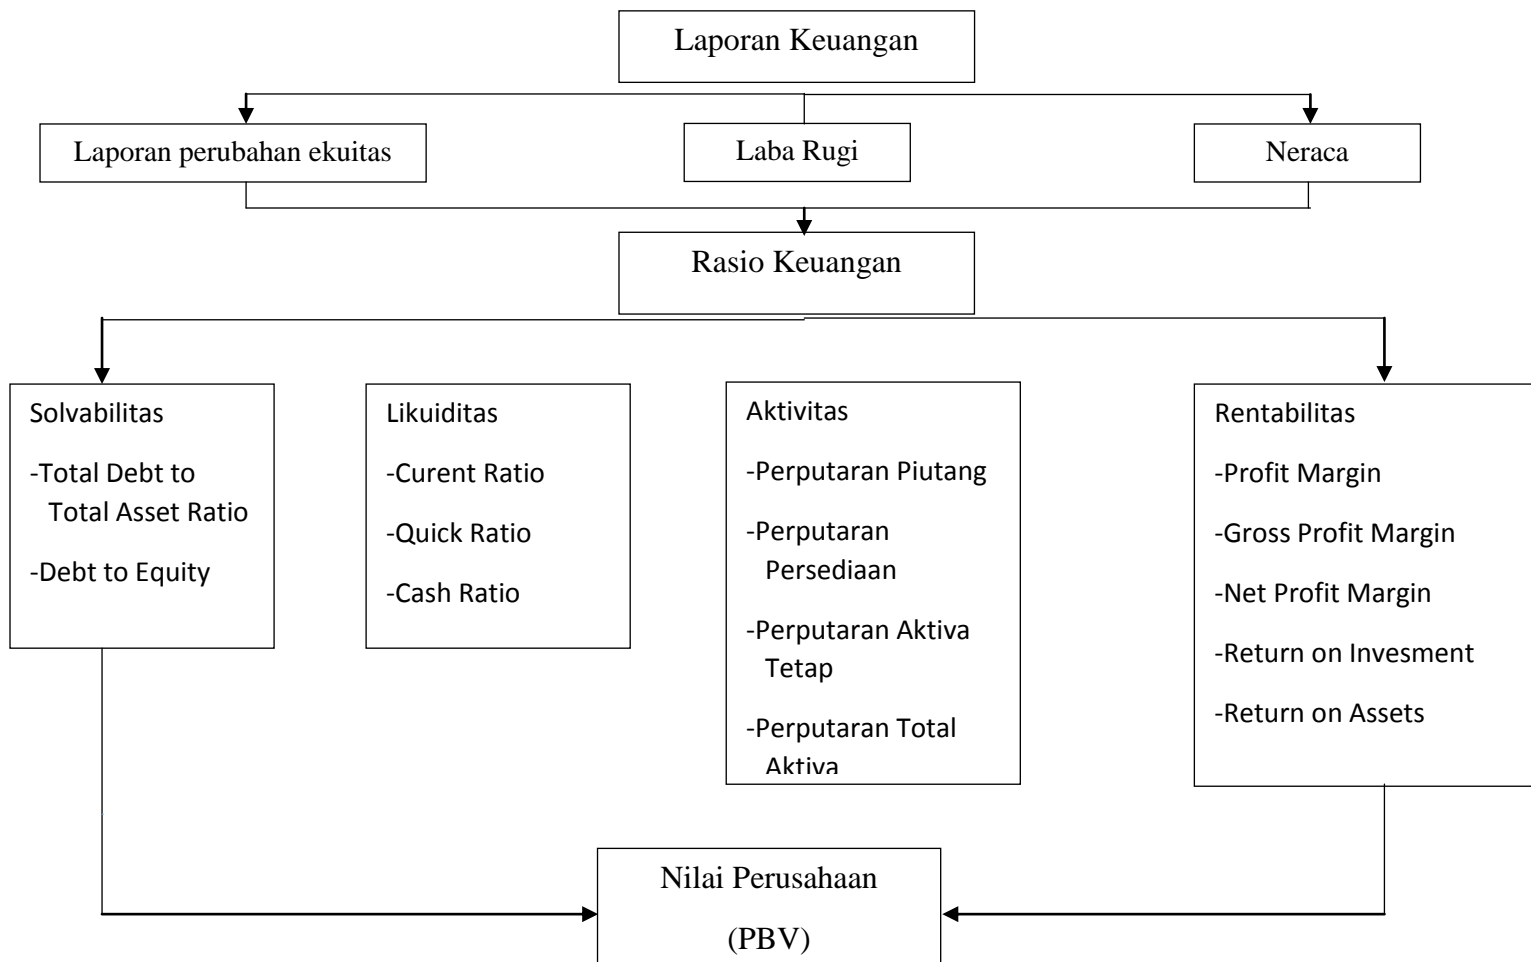 Laporan Keuangan
Laporan perubahan ekuitas
Laba Rugi
Neraca
Rasio Keuangan
Solvabilitas
-Total Debt to
Total Asset Ratio
-Debt to Equity
Likuiditas
-Curent Ratio
-Quick Ratio
-Cash Ratio
Aktivitas
-Perputaran Piutang
-Perputaran
Persediaan
-Perputaran Aktiva
Tetap
-Perputaran Total
Aktiva
Rentabilitas
-Profit Margin
-Gross Profit Margin
-Net Profit Margin
-Return on Invesment
-Return on Assets
Nilai Perusahaan
(PBV)